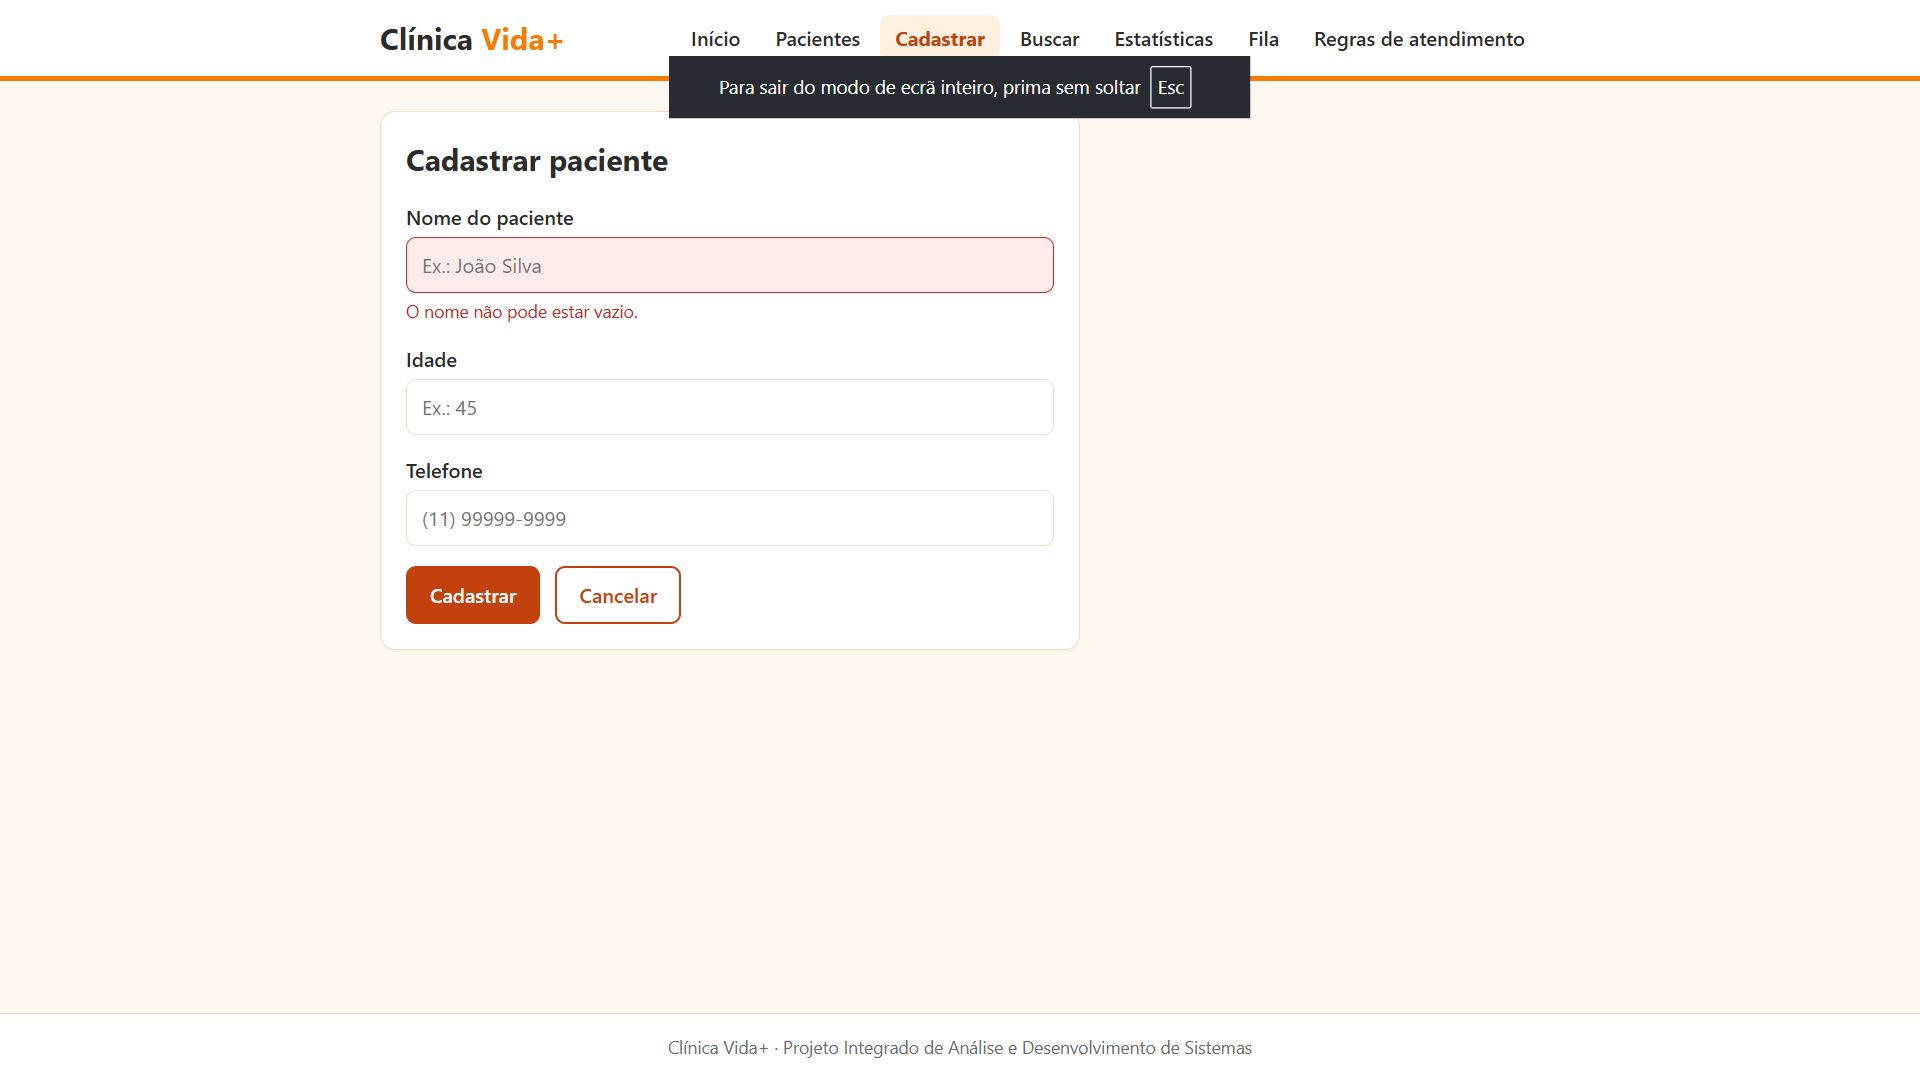 Clínica Vida+
Início Pacientes Cadastrar Buscar Estatísticas Fila Regras de atendimento
Para sair do modo de ecrã inteiro, prima sem soltar Esc
Cadastrar paciente
Nome do paciente
Ex.: João Silva
O nome não pode estar vazio.
Idade
Ex.: 45
Telefone
(11) 99999-9999
Cadastrar Cancelar
Clínica Vida+ · Projeto Integrado de Análise e Desenvolvimento de Sistemas